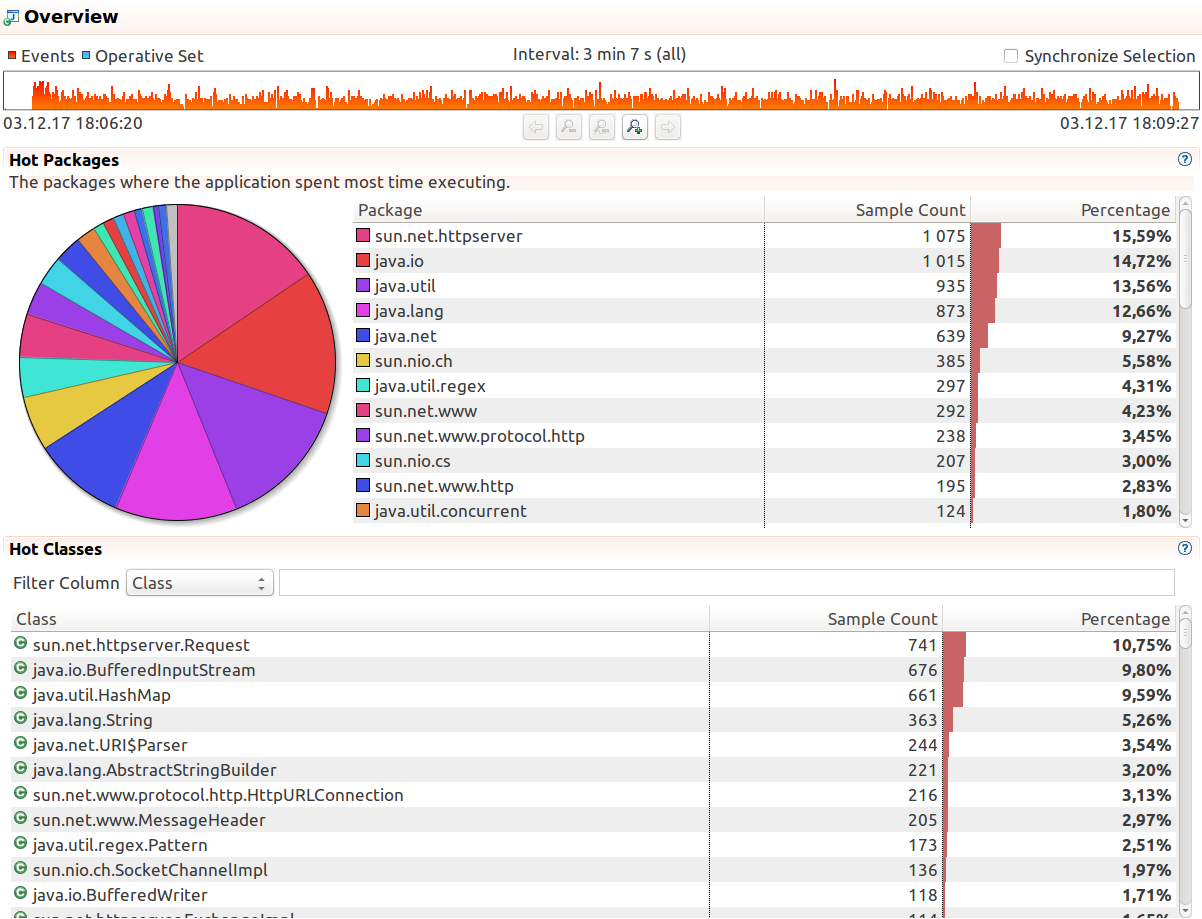 Overview
Events Operative Set Interval: 3 min 7 s (all) Synchronize Selection
03.12.17 18:06:20 03.12.17 18:09:27
Hot Packages
The packages where the application spent most time executing.
Package Sample Count Percentage
sun.net.httpserver 1 075 15,59%
java.io 1 015 14,72%
java.util 935 13,56%
java.lang 873 12,66%
java.net 639 9,27%
sun.nio.ch 385 5,58%
java.util.regex 297 4,31%
sun.net.www 292 4,23%
sun.net.www.protocol.http 238 3,45%
sun.nio.cs 207 3,00%
sun.net.www.http 195 2,83%
java.util.concurrent 124 1,80%
Hot Classes
Filter Column Class
Class Sample Count Percentage
sun.net.httpserver.Request 741 10,75%
java.io.BufferedInputStream 676 9,80%
java.util.HashMap 661 9,59%
java.lang.String 363 5,26%
java.net.URI$Parser 244 3,54%
java.lang.AbstractStringBuilder 221 3,20%
sun.net.www.protocol.http.HttpURLConnection 216 3,13%
sun.net.www.MessageHeader 205 2,97%
java.util.regex.Pattern 173 2,51%
sun.nio.ch.SocketChannelImpl 136 1,97%
java.io.BufferedWriter 118 1,71%
sun.net.httpserver.ExchangeImpl 114 1,65%